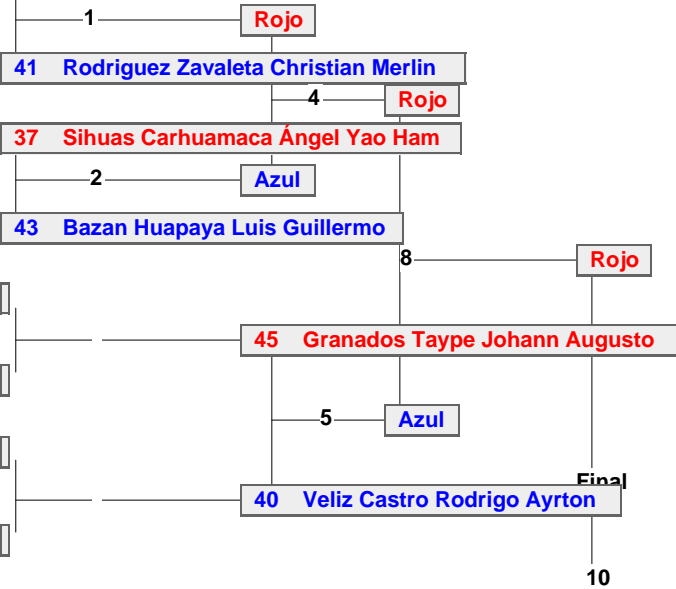 1 Rojo
41 Rodriguez Zavaleta Christian Merlin
4 Rojo
37 Sihuas Carhuamaca Ángel Yao Ham
2 Azul
43 Bazan Huapaya Luis Guillermo
8 Rojo
45 Granados Taype Johann Augusto
5 Azul
Final
40 Veliz Castro Rodrigo Ayrton
10